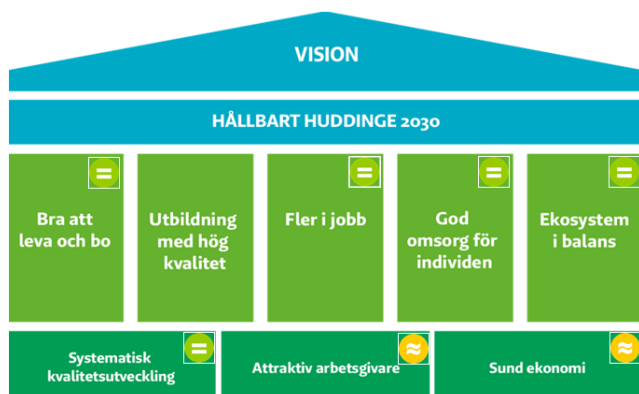 VISION
HÅLLBART HUDDINGE 2030
=
=
=
=
Bra att
leva och bo
Utbildning
med hög
kvalitet
Fler i jobb
God
omsorg för
individen
Ekosystem
i balans
=
≈
≈
Systematisk
kvalitetsutveckling
Attraktiv arbetsgivare
Sund ekonomi